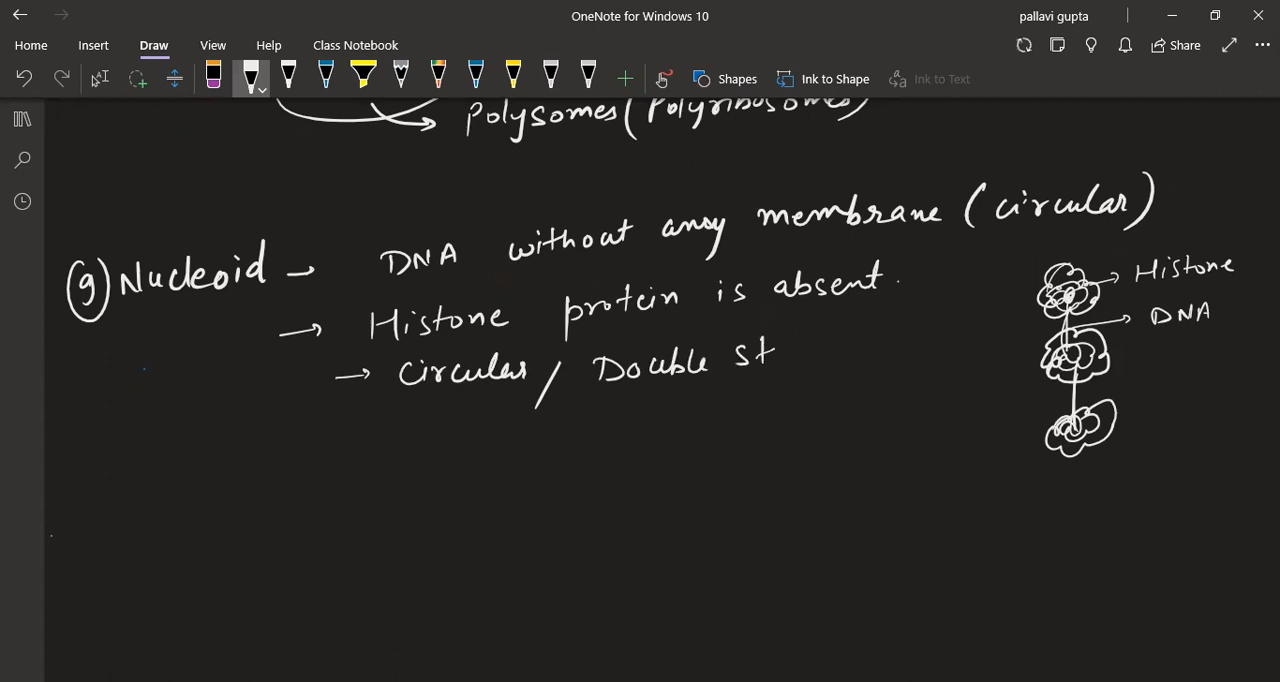 OneNote for Windows 10
pallavi gupta
Home Insert Draw View Help Class Notebook
Share
Shapes Ink to Shape Ink to Text
Polysomes (Polyribosomes)
(g) Nucleoid - DNA without any membrane (circular)
→ Histone protein is absent.
→ circular / Double st
→ Histone
→ DNA